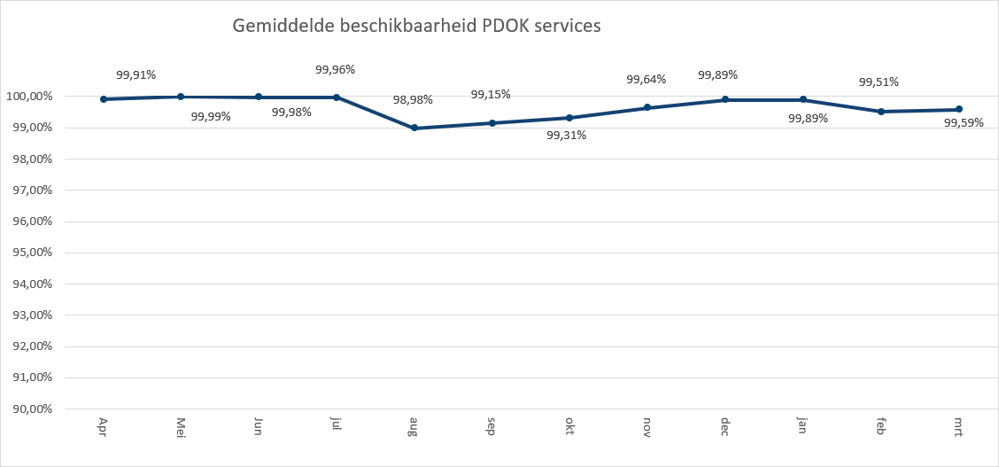 Gemiddelde beschikbaarheid PDOK services
99,91%
99,99%
99,98%
99,96%
98,98%
99,15%
99,31%
99,64%
99,89%
99,89%
99,51%
99,59%
100,00%
99,00%
98,00%
97,00%
96,00%
95,00%
94,00%
93,00%
92,00%
91,00%
90,00%
Apr
Mei
Jun
jul
aug
sep
okt
nov
dec
jan
feb
mrt